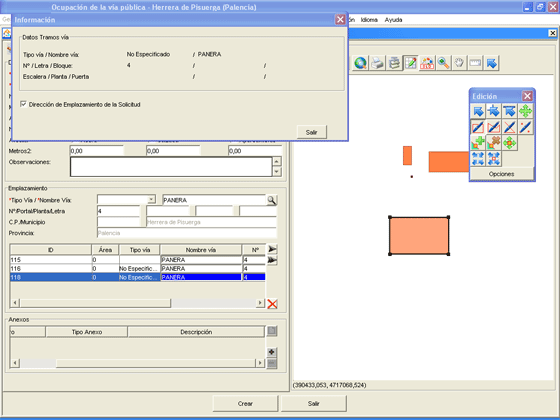 Ocupación de la vía pública - Herrera de Pisuerga (Palencia)
Idioma Ayuda
Información
Datos Tramos vía
Tipo vía / Nombre vía: No Especificado / PANERA
Nº / Letra / Bloque: 4 / /
Escalera / Planta / Puerta / /
Dirección de Emplazamiento de la Solicitud
Salir
Metros2: 0,00 0,00 0,00
Observaciones:
Emplazamiento
*Tipo Vía / *Nombre Vía: PANERA
Nº/Portal/Planta/Letra 4
C.P./Municipio Herrera de Pisuerga
Provincia: Palencia
ID Área Tipo vía Nombre vía Nº
115 0 PANERA 4
116 0 No Especific... PANERA 4
118 0 No Especific... PANERA 4
Anexos
o Tipo Anexo Descripción
Edición
Opciones
(390433,053, 4717068,524)
Crear Salir